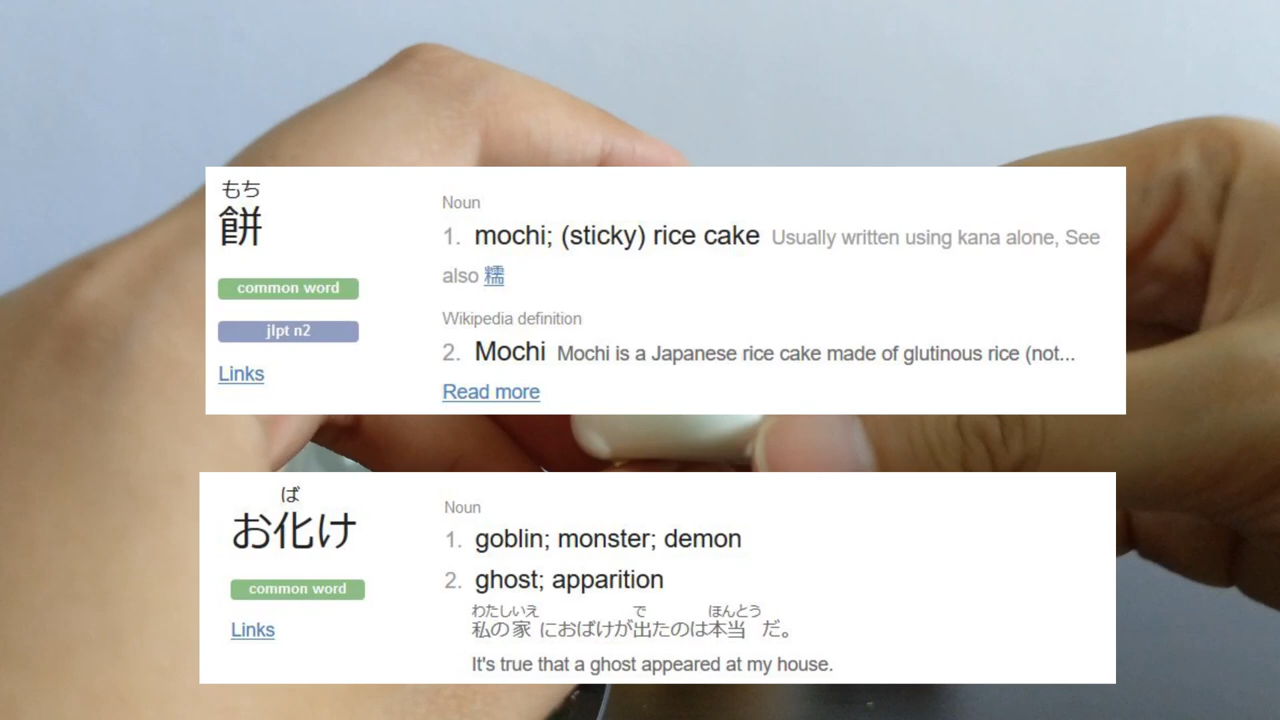 もち
餅
common word
jlpt n2
Links
Noun
1. mochi; (sticky) rice cake Usually written using kana alone, See
also 糯
Wikipedia definition
2. Mochi Mochi is a Japanese rice cake made of glutinous rice (not...
Read more
ば
お化け
common word
Links
Noun
1. goblin; monster; demon
2. ghost; apparition
わたしいえ で ほんとう
私の家 におばけが出たのは本当 だ。
It's true that a ghost appeared at my house.